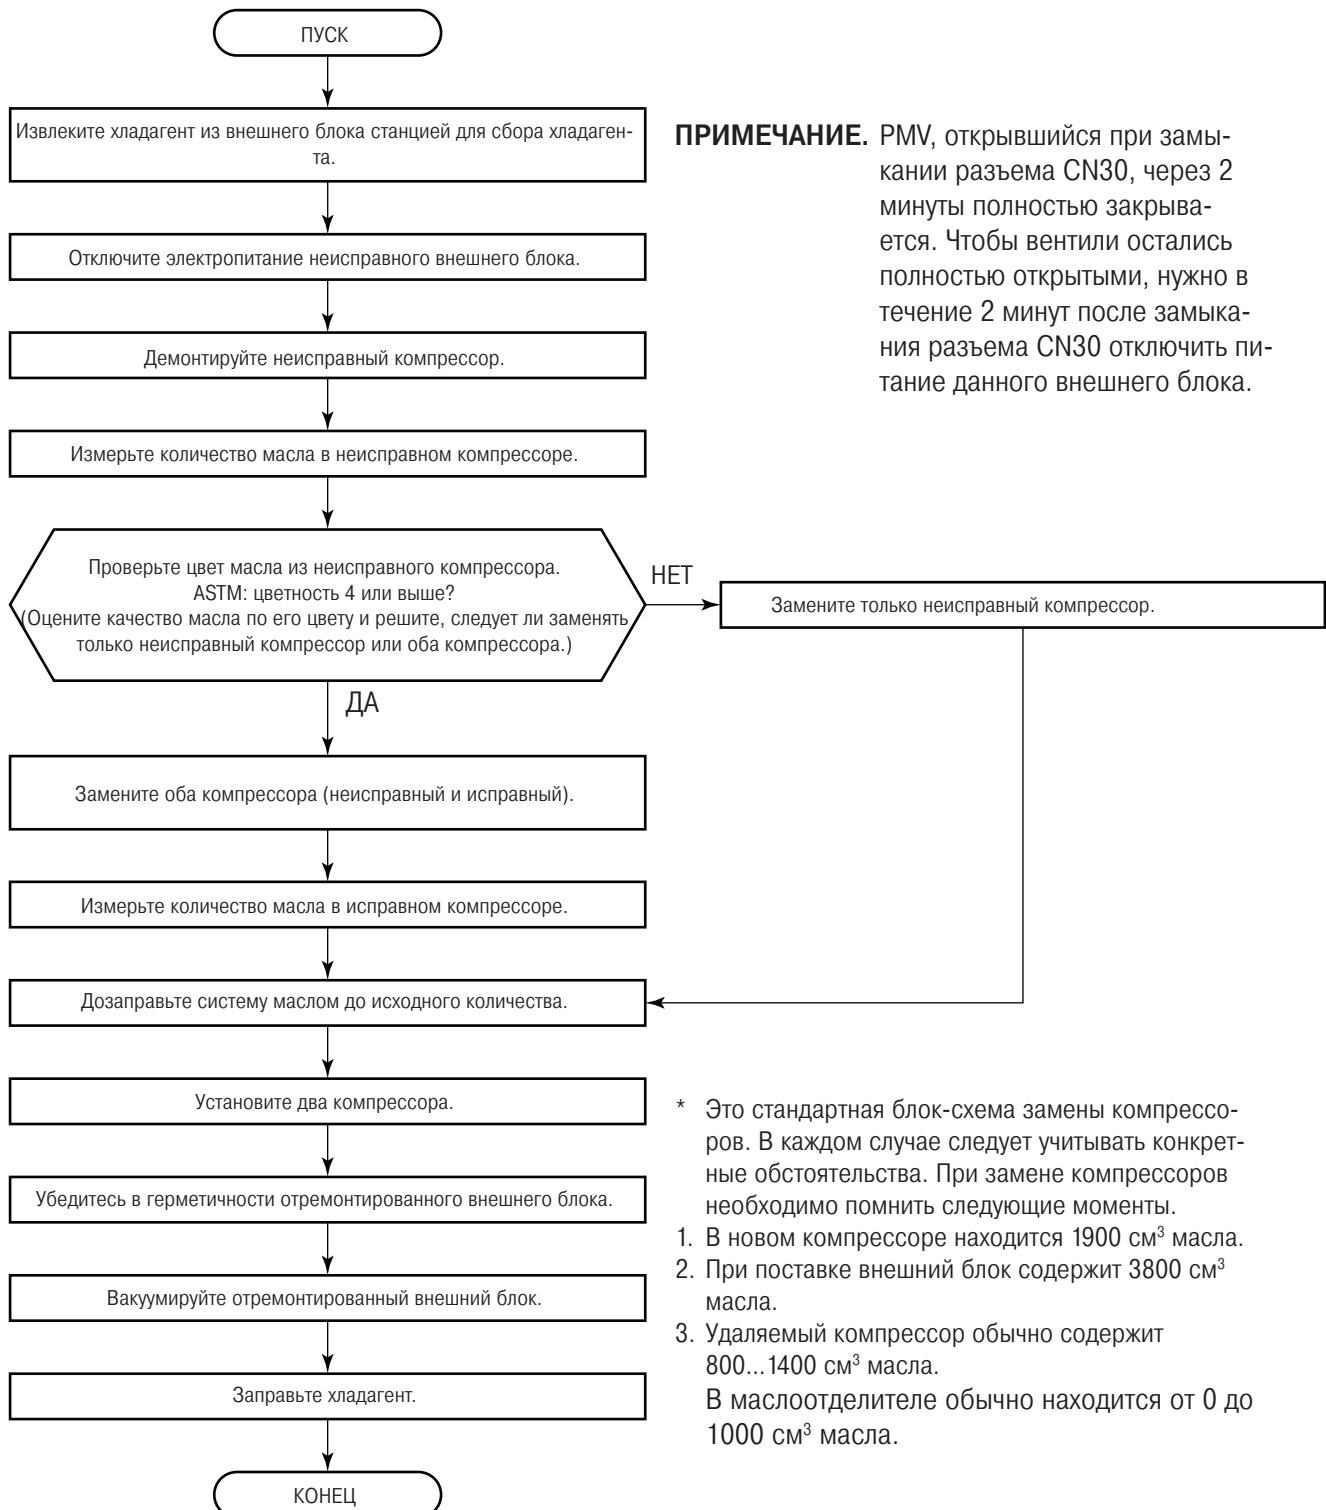 ПУСК
Извлеките хладагент из внешнего блока станцией для сбора хладаген-
та.
Отключите электропитание неисправного внешнего блока.
Демонтируйте неисправный компрессор.
Измерьте количество масла в неисправном компрессоре.
Проверьте цвет масла из неисправного компрессора.
ASTM: цветность 4 или выше?
(Оцените качество масла по его цвету и решите, следует ли заменять
только неисправный компрессор или оба компрессора.)
НЕТ
Замените только неисправный компрессор.
ДА
Замените оба компрессора (неисправный и исправный).
Измерьте количество масла в исправном компрессоре.
Дозаправьте систему маслом до исходного количества.
Установите два компрессора.
Убедитесь в герметичности отремонтированного внешнего блока.
Вакуумируйте отремонтированный внешний блок.
Заправьте хладагент.
КОНЕЦ
ПРИМЕЧАНИЕ. PMV, открывшийся при замы-
кании разъема CN30, через 2
минуты полностью закрыва-
ется. Чтобы вентили остались
полностью открытыми, нужно в
течение 2 минут после замыка-
ния разъема CN30 отключить пи-
тание данного внешнего блока.
* Это стандартная блок-схема замены компрессо-
ров. В каждом случае следует учитывать конкрет-
ные обстоятельства. При замене компрессоров
необходимо помнить следующие моменты.
1. В новом компрессоре находится 1900 см³ масла.
2. При поставке внешний блок содержит 3800 см³
масла.
3. Удаляемый компрессор обычно содержит
800...1400 см³ масла.
В маслоотделителе обычно находится от 0 до
1000 см³ масла.